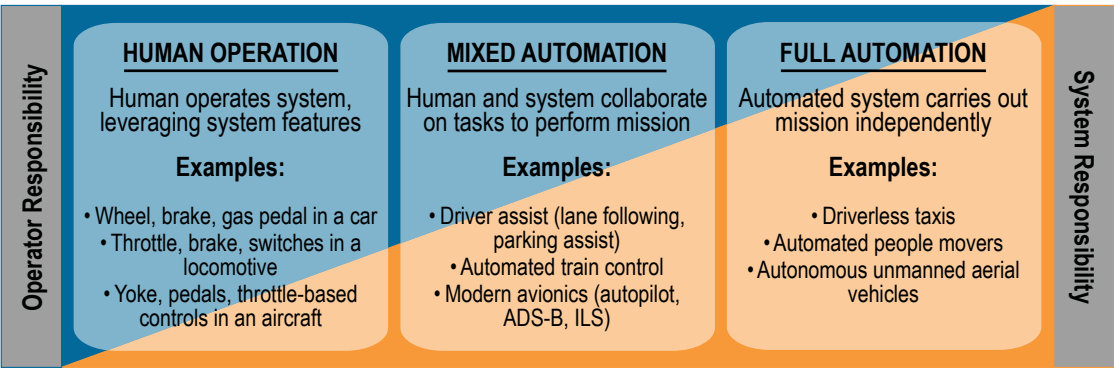 Operator Responsibility
HUMAN OPERATION
Human operates system,
leveraging system features
Examples:
• Wheel, brake, gas pedal in a car
• Throttle, brake, switches in a
locomotive
• Yoke, pedals, throttle-based
controls in an aircraft
MIXED AUTOMATION
Human and system collaborate
on tasks to perform mission
Examples:
• Driver assist (lane following,
parking assist)
• Automated train control
• Modern avionics (autopilot,
ADS-B, ILS)
FULL AUTOMATION
Automated system carries out
mission independently
Examples:
• Driverless taxis
• Automated people movers
• Autonomous unmanned aerial
vehicles
System Responsibility